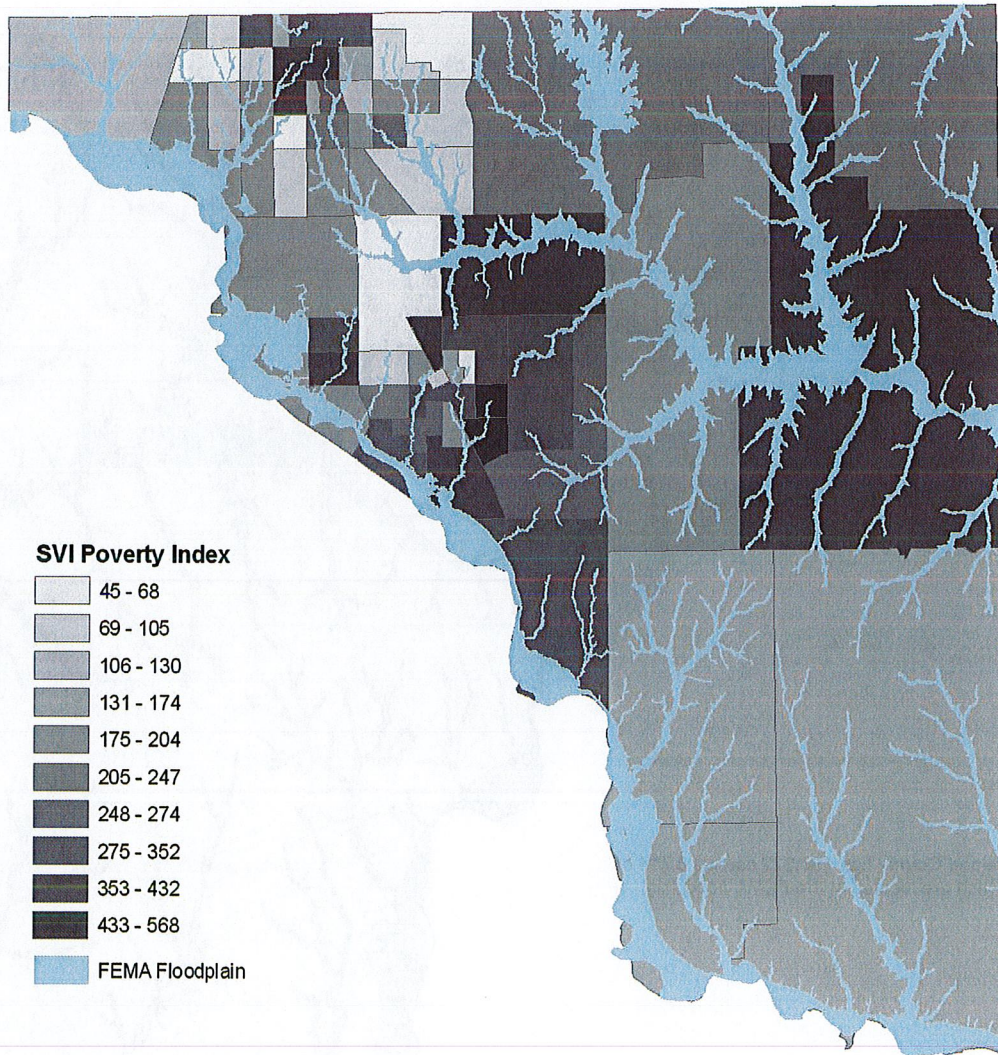 SVI Poverty Index
45 - 68
69 - 105
106 - 130
131 - 174
175 - 204
205 - 247
248 - 274
275 - 352
353 - 432
433 - 568
FEMA Floodplain